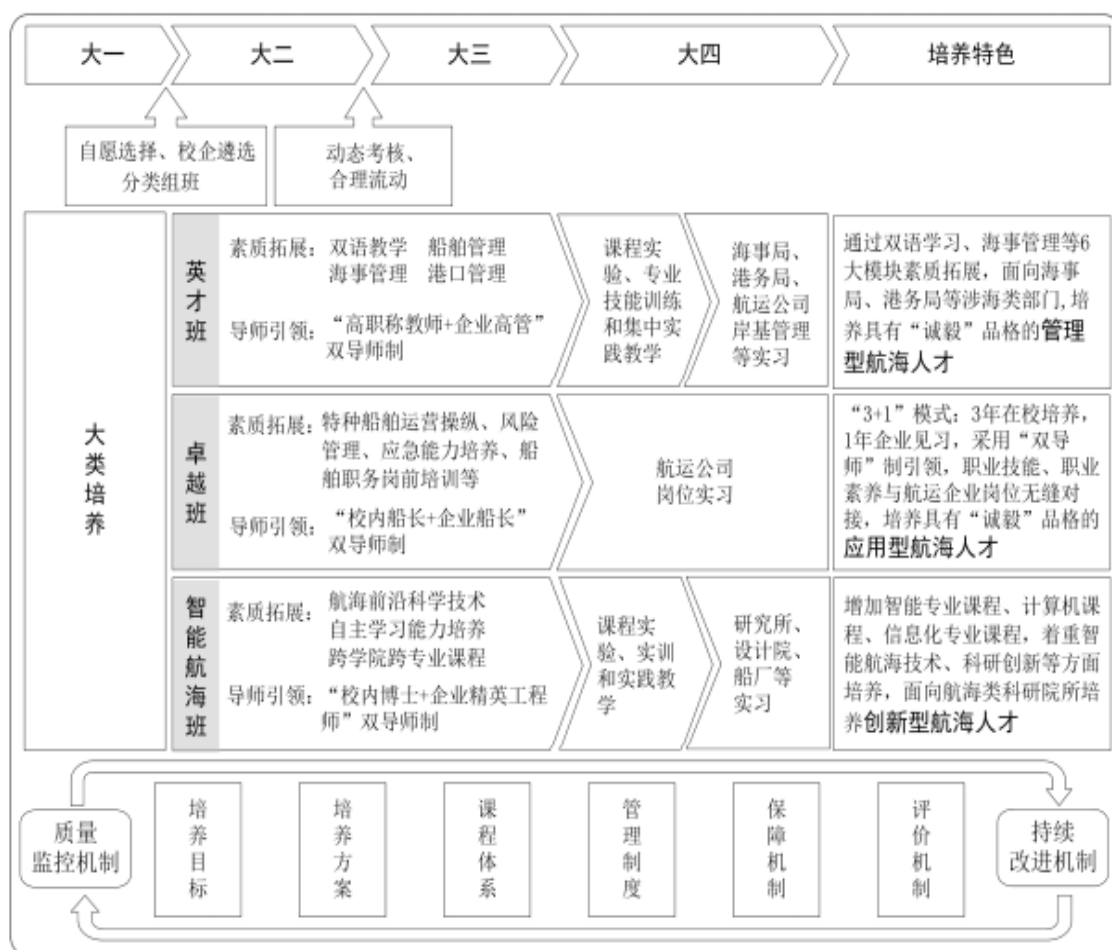 大一
大二
大三
大四
培养特色
自愿选择、校企遴选
分类组班
动态考核、
合理流动
大类培养
英才班
素质拓展：双语教学 船舶管理
海事管理 港口管理
导师引领：“高职称教师+企业高管”
双导师制
课程实
验、专业
技能训练
和集中实
践教学
海事局、
港务局、
航运公司
岸基管理
等实习
通过双语学习、海事管理等6
大模块素质拓展，面向海事
局、港务局等涉海类部门,培
养具有“诚毅”品格的管理
型航海人才
卓越班
素质拓展：特种船舶运营操纵、风险
管理、应急能力培养、船
舶职务岗前培训等
导师引领：“校内船长+企业船长”
双导师制
航运公司
岗位实习
“3+1”模式：3年在校培养，
1年企业见习，采用“双导
师”制引领，职业技能、职业
素养与航运企业岗位无缝对
接，培养具有“诚毅”品格的
应用型航海人才
智能航海班
素质拓展：航海前沿科学技术
自主学习能力培养
跨学院跨专业课程
导师引领：“校内博士+企业精英工程
师”双导师制
课程实
验、实训
和实践教
学
研究所、
设计院、
船厂等
实习
增加智能专业课程、计算机课
程、信息化专业课程，着重智
能航海技术、科研创新等方面
培养，面向航海类科研院所培
养创新型航海人才
质量
监控机制
培养目标
培养方案
课程体系
管理制度
保障机制
评价机制
持续
改进机制